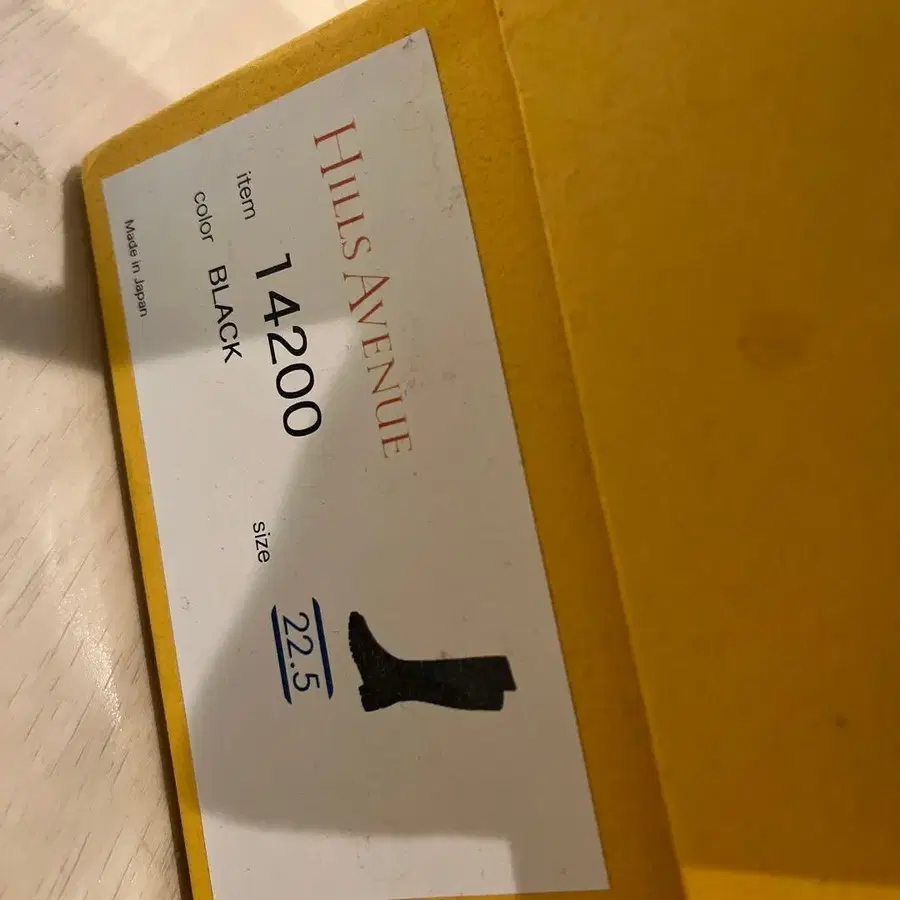 HILLS AVENUE
item 14200 size 22.5
color BLACK
Made in Japan